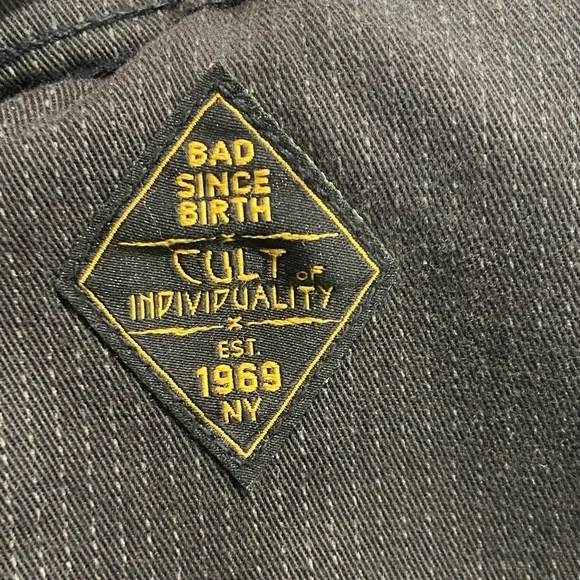 BAD
SINCE
BIRTH
CULT OF
INDIVIDUALITY
EST.
1969
NY